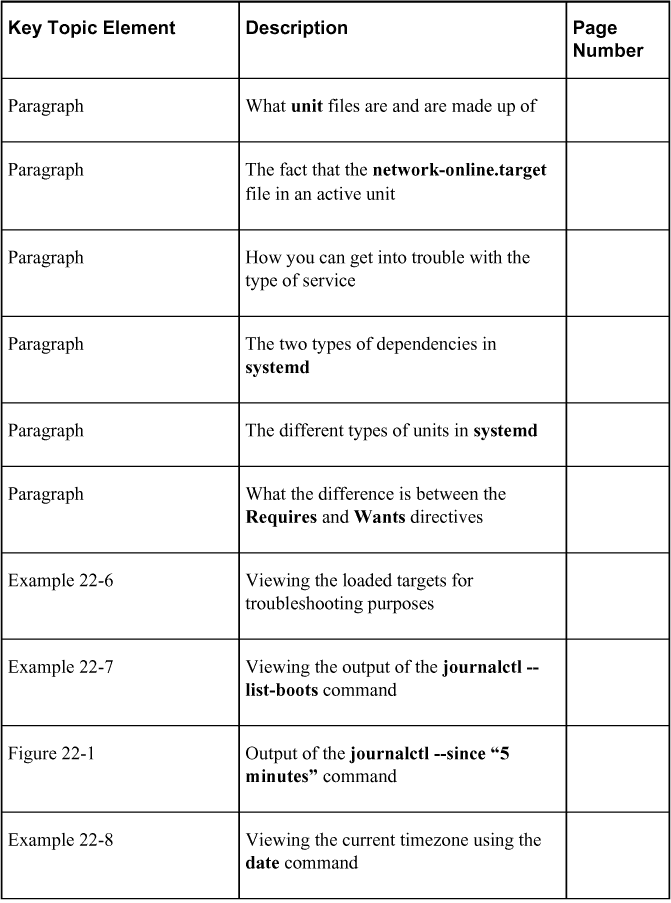 Key Topic Element Description Page
Number
Paragraph What unit files are and are made up of
Paragraph The fact that the network-online.target
file in an active unit
Paragraph How you can get into trouble with the
type of service
Paragraph The two types of dependencies in
systemd
Paragraph The different types of units in systemd
Paragraph What the difference is between the
Requires and Wants directives
Example 22-6 Viewing the loaded targets for
troubleshooting purposes
Example 22-7 Viewing the output of the journalctl --
list-boots command
Figure 22-1 Output of the journalctl --since “5
minutes” command
Example 22-8 Viewing the current timezone using the
date command